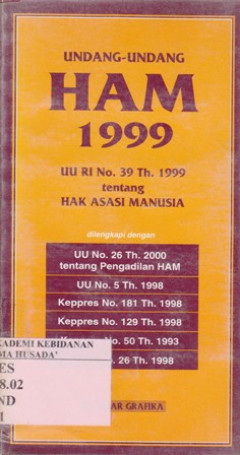 UNDANG-UNDANG
HAM
1999
UU RI No. 39 Th. 1999
tentang
HAK ASASI MANUSIA
dilengkapi dengan
UU No. 26 Th. 2000
tentang Pengadilan HAM
UU No. 5 Th. 1998
Keppres No. 181 Th. 1998
Keppres No. 129 Th. 1998
No. 50 Th. 1993
26 Th. 1998
GRAFIKA
KADEMI KEBIDANAN
MA HUSADA'
ES
8.02
ND